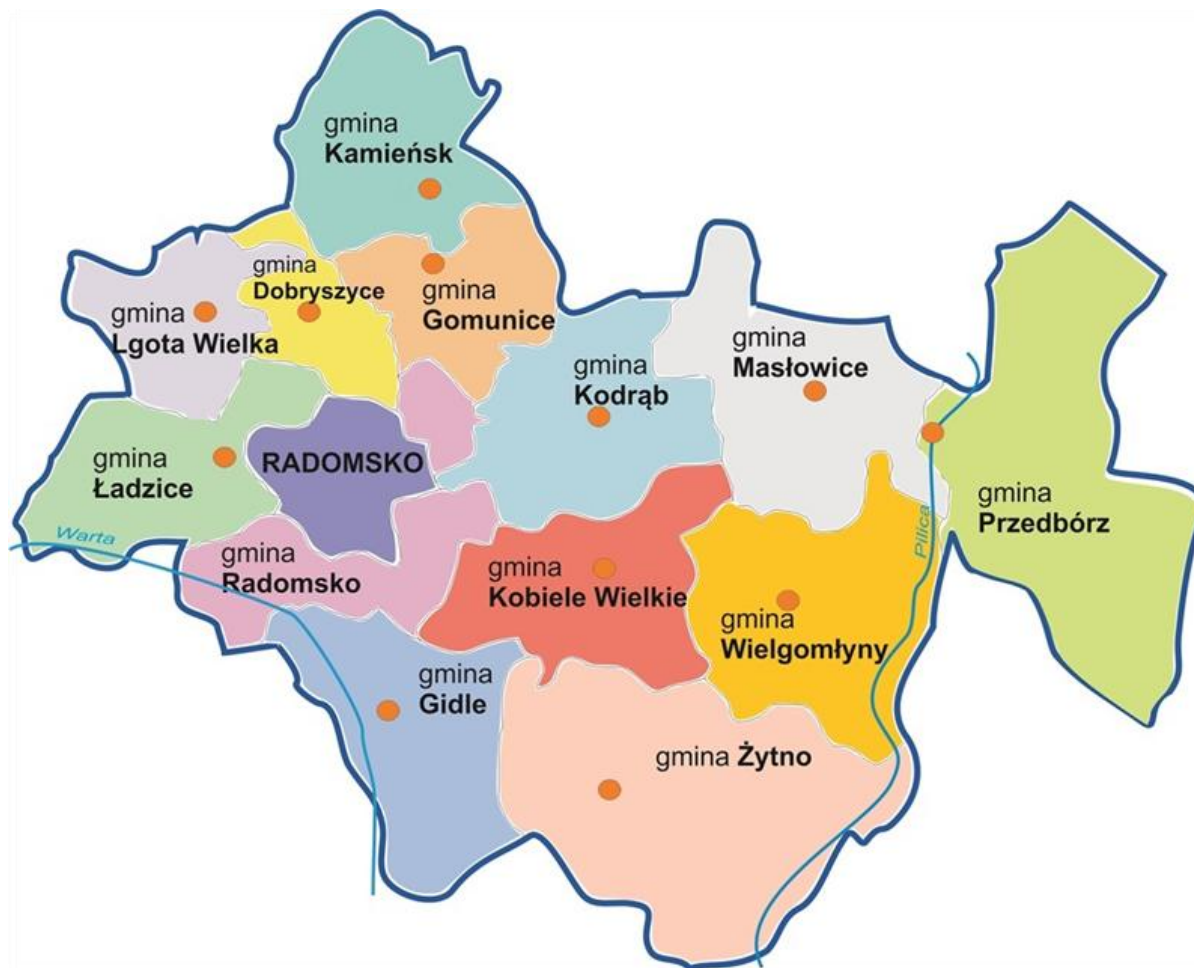 gmina
Kamieńsk
gmina
Dobryszyce
gmina
Gomunice
gmina
Lgota Wielka
gmina
Masłowice
gmina
Kodrąb
gmina
Ładzice
RADOMSKO
gmina
Przedbórz
Warta
Pilica
gmina
Radomsko
gmina
Kobiele Wielkie
gmina
Wielgomłyny
gmina
Gidle
gmina Żytno